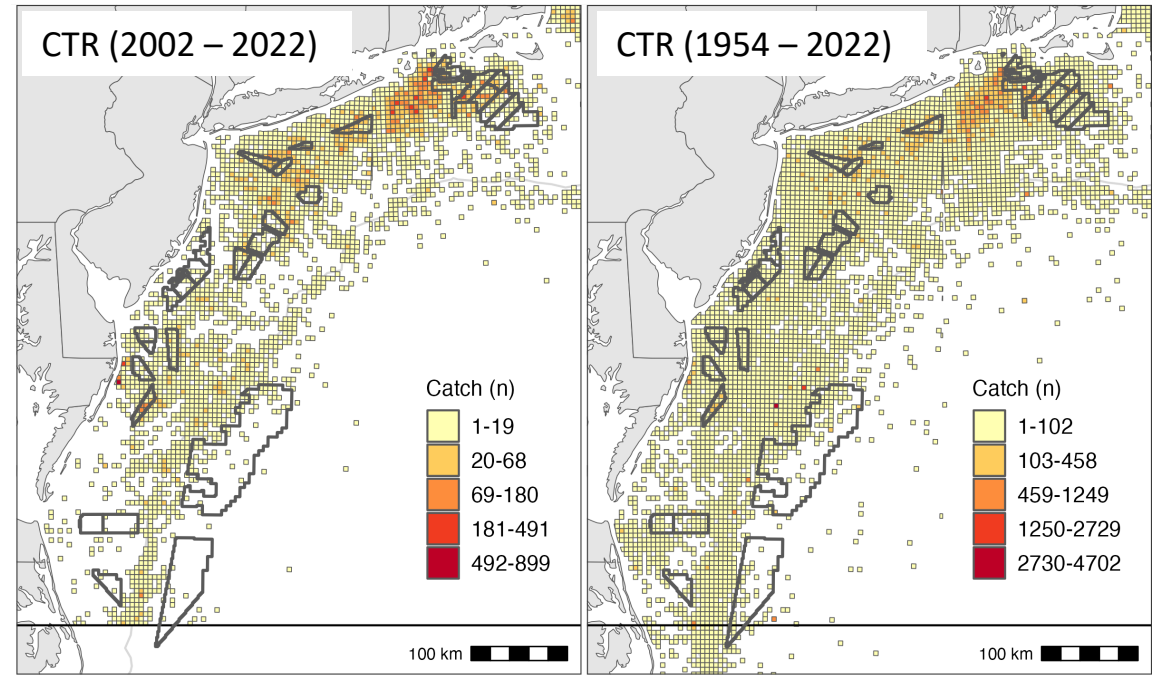 CTR (2002 – 2022)
Catch (n)
1-19
20-68
69-180
181-491
492-899
100 km
CTR (1954 – 2022)
Catch (n)
1-102
103-458
459-1249
1250-2729
2730-4702
100 km